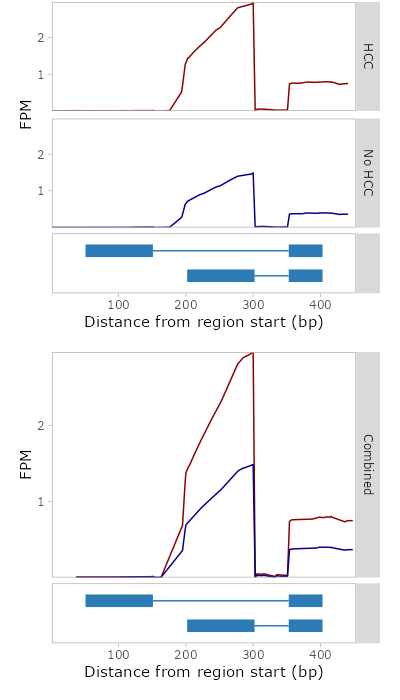 2
1
HCC
FPM
2
1
No HCC
100 200 300 400
Distance from region start (bp)
2
1
FPM
Combined
100 200 300 400
Distance from region start (bp)